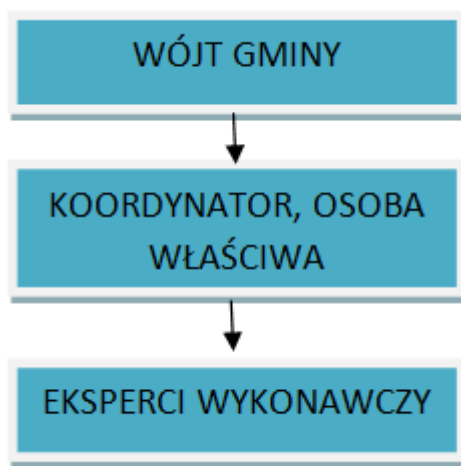 WÓJT GMINY
KOORDYNATOR, OSOBA
WŁAŚCIWA
EKSPERCI WYKONAWCZY